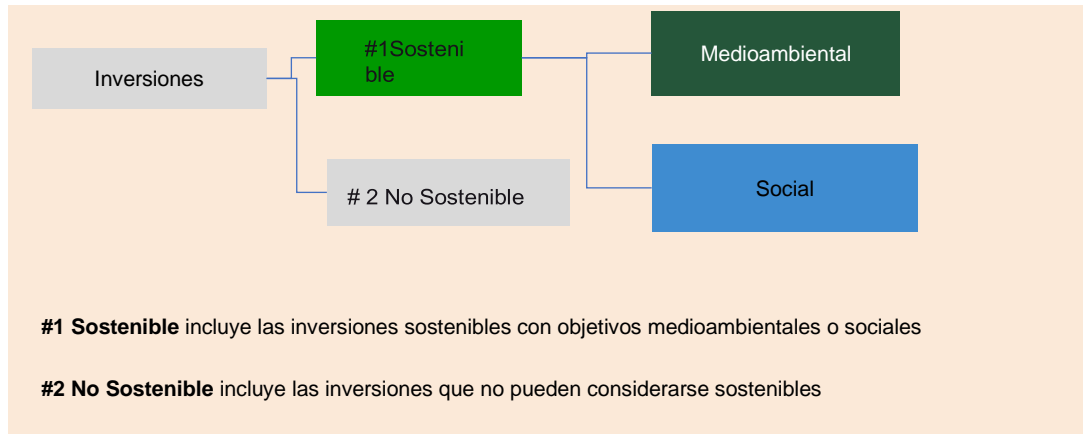 #1Sosteni
ble
Medioambiental
Inversiones
# 2 No Sostenible
Social
#1 Sostenible incluye las inversiones sostenibles con objetivos medioambientales o sociales
#2 No Sostenible incluye las inversiones que no pueden considerarse sostenibles